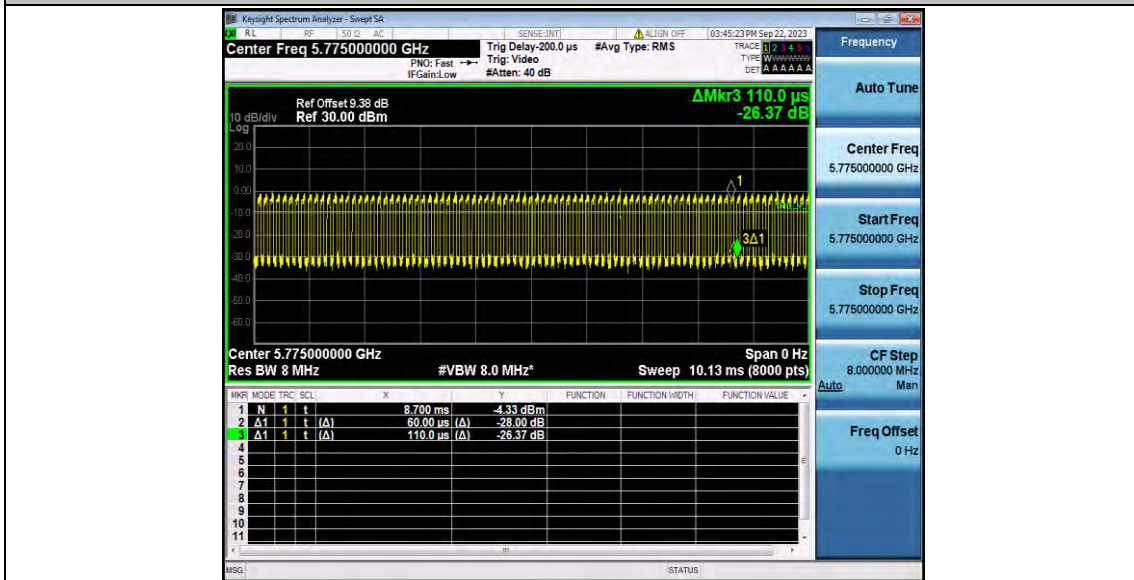 Keysight Spectrum Analyzer - Swept SA
RL RF 50 Ω AC SENSE:INT ALIGN OFF 03:45:23 PM Sep 22, 2023
Center Freq 5.775000000 GHz
PNO: Fast
IFGain:Low
Trig Delay-200.0 µs
Trig: Video
#Atten: 40 dB
#Avg Type: RMS
TRACE 1 2 3 4 5 6
TYPE
DET A A A A A A
Ref Offset 9.38 dB
10 dB/div Ref 30.00 dBm
Log
ΔMkr3 110.0 µs
-26.37 dB
20.0
10.0
0.00
-10.0
-20.0
-30.0
-40.0
-50.0
-60.0
1
3Δ1
Center 5.775000000 GHz Span 0 Hz
Res BW 8 MHz #VBW 8.0 MHz* Sweep 10.13 ms (8000 pts)
MKR MODE TRC SCL X Y FUNCTION FUNCTION WIDTH FUNCTION VALUE
1 N 1 t 8.700 ms -4.33 dBm
2 Δ1 1 t (Δ) 60.00 µs (Δ) -28.00 dB
3 Δ1 1 t (Δ) 110.0 µs (Δ) -26.37 dB
4
5
6
7
8
9
10
11
MSG STATUS
Frequency
Auto Tune
Center Freq
5.775000000 GHz
Start Freq
5.775000000 GHz
Stop Freq
5.775000000 GHz
CF Step
8.000000 MHz
Auto Man
Freq Offset
0 Hz